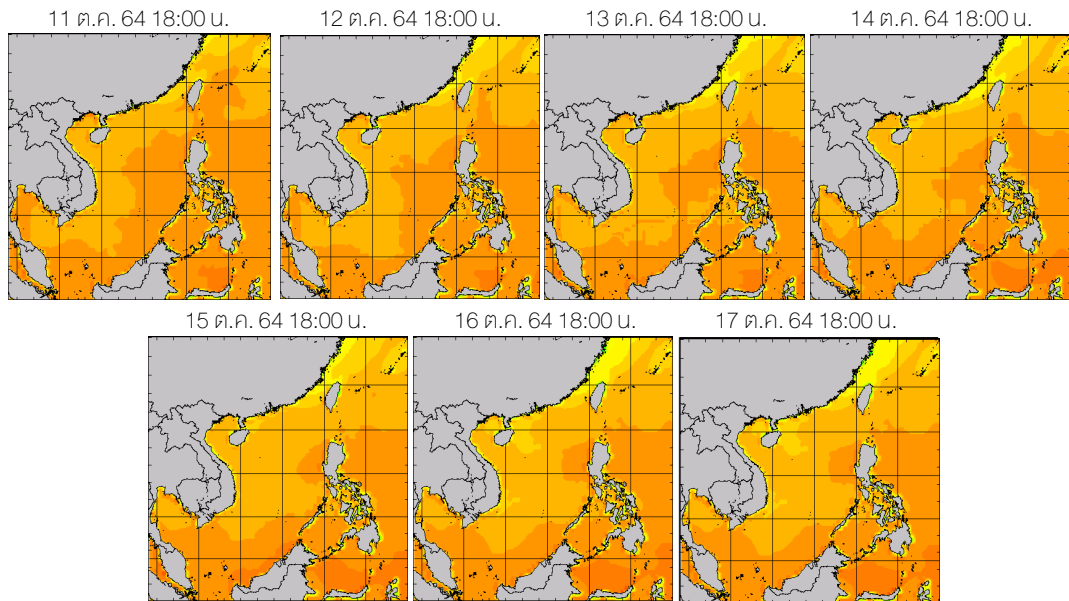 11 ต.ค. 64 18:00 น.
12 ต.ค. 64 18:00 น.
13 ต.ค. 64 18:00 น.
14 ต.ค. 64 18:00 น.
15 ต.ค. 64 18:00 น.
16 ต.ค. 64 18:00 น.
17 ต.ค. 64 18:00 น.